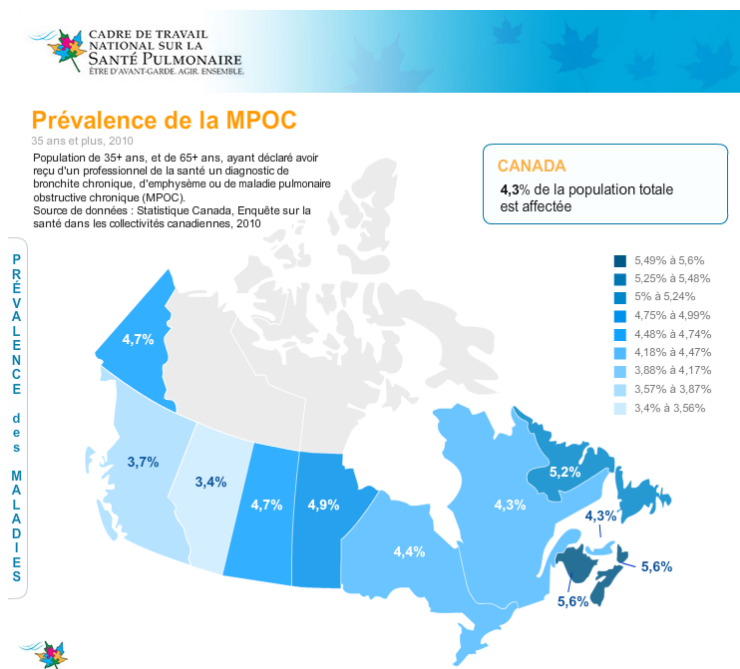 CADRE DE TRAVAIL
NATIONAL SUR LA
SANTÉ PULMONAIRE
ÊTRE D'AVANT-GARDE. AGIR ENSEMBLE.
Prévalence de la MPOC
35 ans et plus, 2010
Population de 35+ ans, et de 65+ ans, ayant déclaré avoir
reçu d'un professionnel de la santé un diagnostic de
bronchite chronique, d'emphysème ou de maladie pulmonaire
obstructive chronique (MPOC).
Source de données : Statistique Canada, Enquête sur la
santé dans les collectivités canadiennes, 2010
CANADA
4,3% de la population totale
est affectée
PRÉVALENCE des MALADIES
5,49% à 5,6%
5,25% à 5,48%
5% à 5,24%
4,75% à 4,99%
4,48% à 4,74%
4,18% à 4,47%
3,88% à 4,17%
3,57% à 3,87%
3,4% à 3,56%
4,7%
3,7%
3,4%
4,7%
4,9%
4,4%
4,3%
5,2%
4,3%
5,6%
5,6%